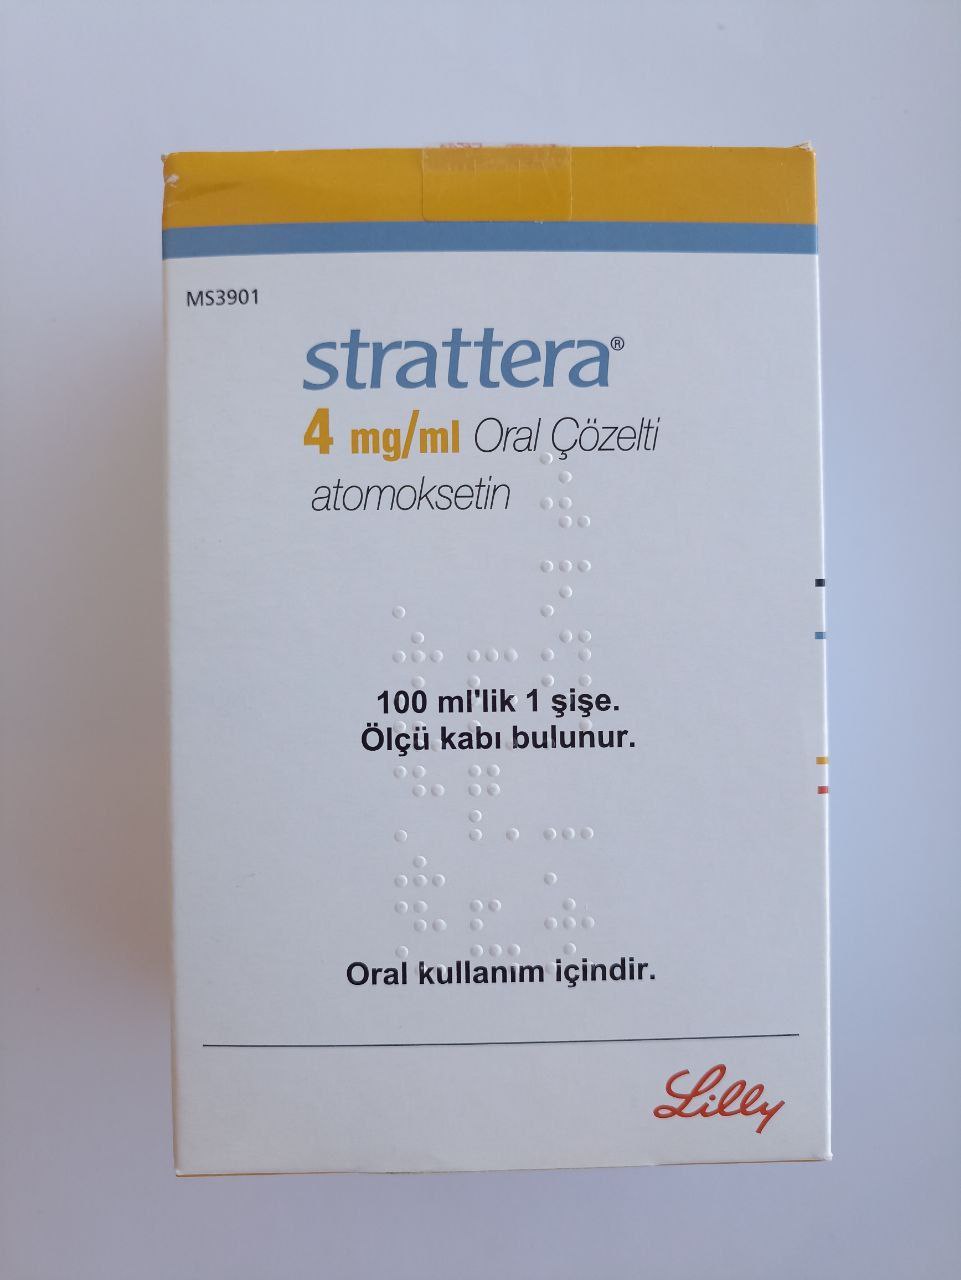 MS3901
strattera®
4 mg/ml Oral Çözelti
atomoksetin
100 ml'lik 1 şişe.
Ölçü kabı bulunur.
Oral kullanım içindir.
Lilly